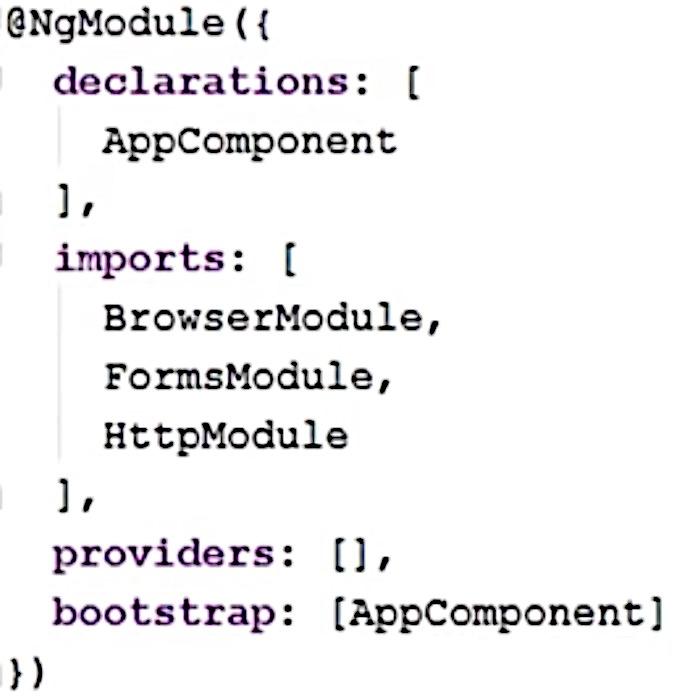 @NgModule({
  declarations: [
    AppComponent
  ],
  imports: [
    BrowserModule,
    FormsModule,
    HttpModule
  ],
  providers: [],
  bootstrap: [AppComponent]
})